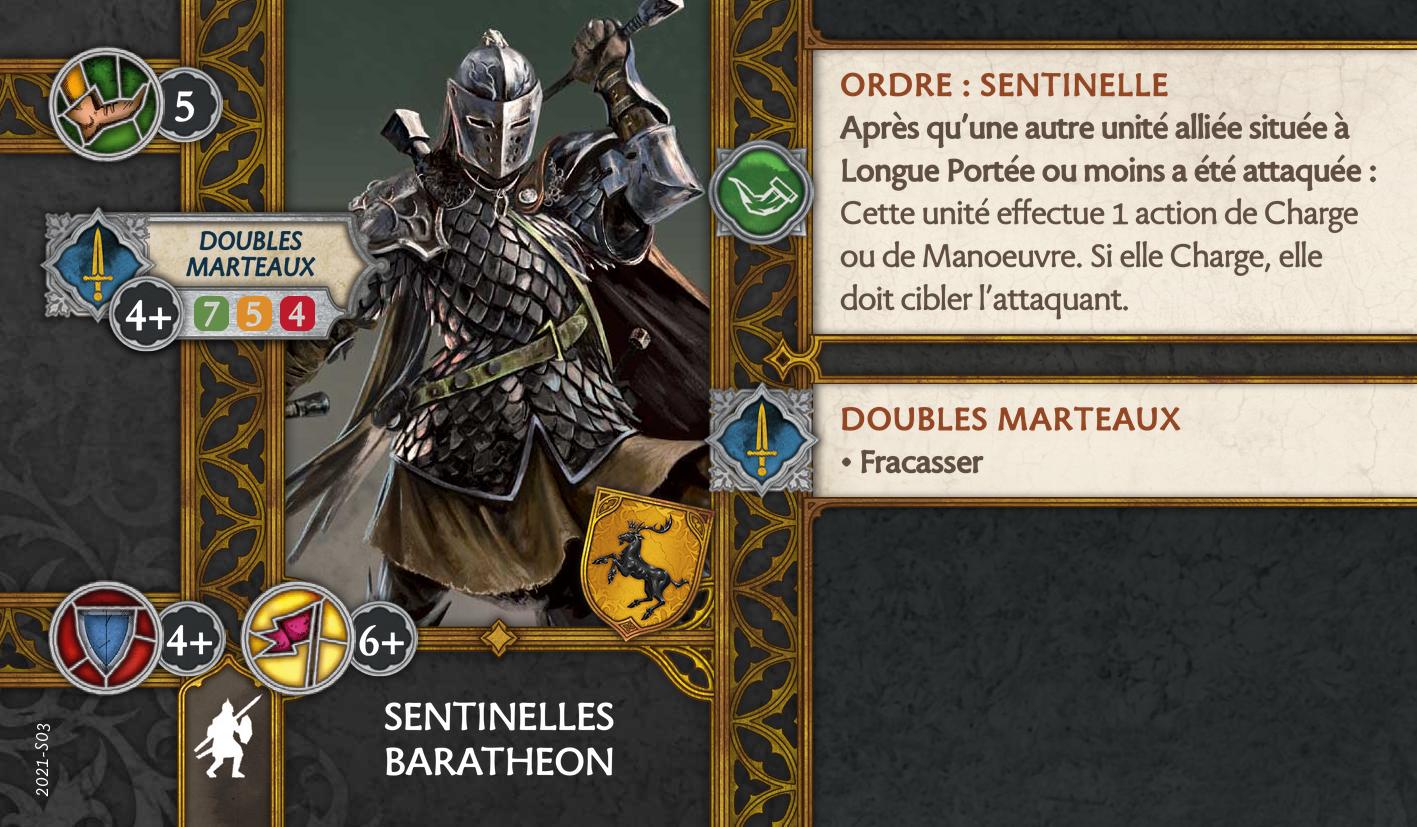 5
DOUBLES
MARTEAUX
4+ 7 5 4
4+ 6+
SENTINELLES
BARATHEON
2021-S03
ORDRE : SENTINELLE
Après qu'une autre unité alliée située à
Longue Portée ou moins a été attaquée :
Cette unité effectue 1 action de Charge
ou de Manoeuvre. Si elle Charge, elle
doit cibler l'attaquant.
DOUBLES MARTEAUX
• Fracasser